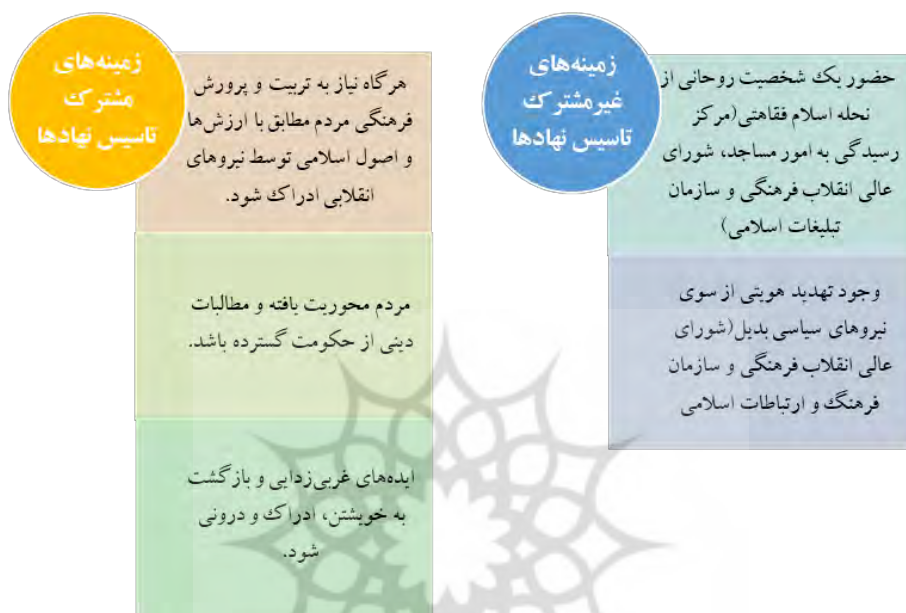 زمینه‌های
غیرمشترک
تاسیس نهادها
حضور یک شخصیت روحانی از
نحله اسلام فقاهتی(مرکز
رسیدگی به امور مساجد، شورای
عالی انقلاب فرهنگی و سازمان
تبلیغات اسلامی)
وجود تهدید هویتی از سوی
نیروهای سیاسی بدیل(شورای
عالی انقلاب فرهنگی و سازمان
فرهنگ و ارتباطات اسلامی
زمینه‌های
مشترک
تاسیس نهادها
هر گاه نیاز به تربیت و پرورش
فرهنگی مردم مطابق با ارزش‌ها
و اصول اسلامی توسط نیروهای
انقلابی ادراک شود.
مردم محوریت یافته و مطالبات
دینی از حکومت گسترده باشد.
ایده‌های غربی‌زدایی و بازگشت
به خویشتن، ادراک و درونی
شود.